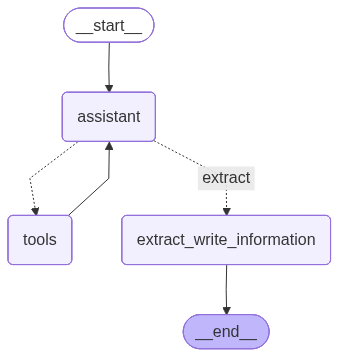 __start__
assistant
extract
tools
extract_write_information
__end__